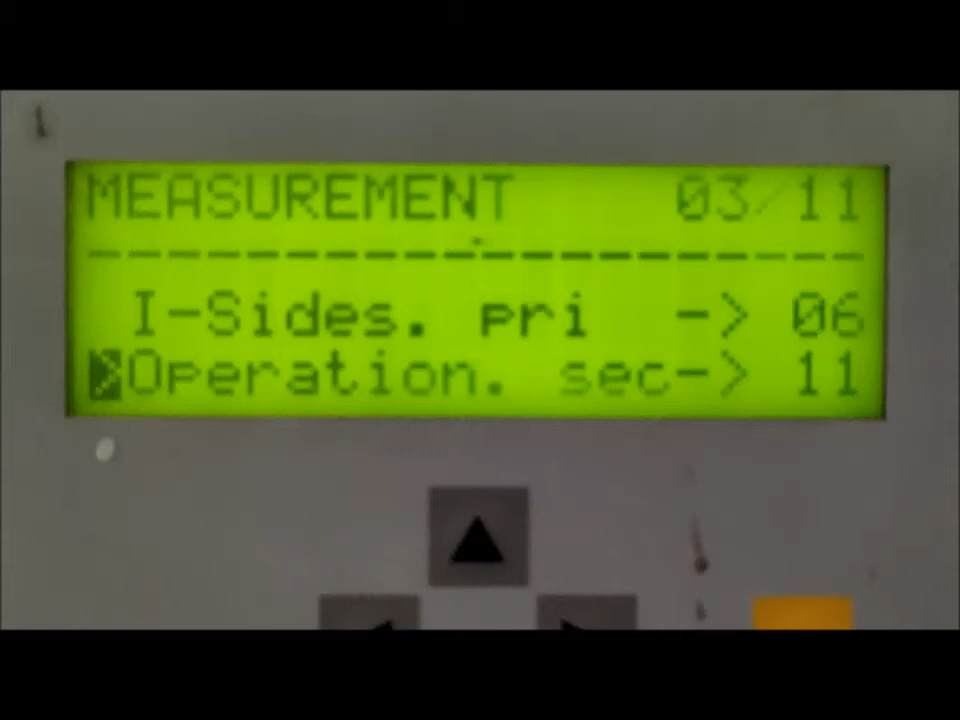 MEASUREMENT 03/11
--------------------------
I-Sides. pri -> 06
>Operation. sec-> 11